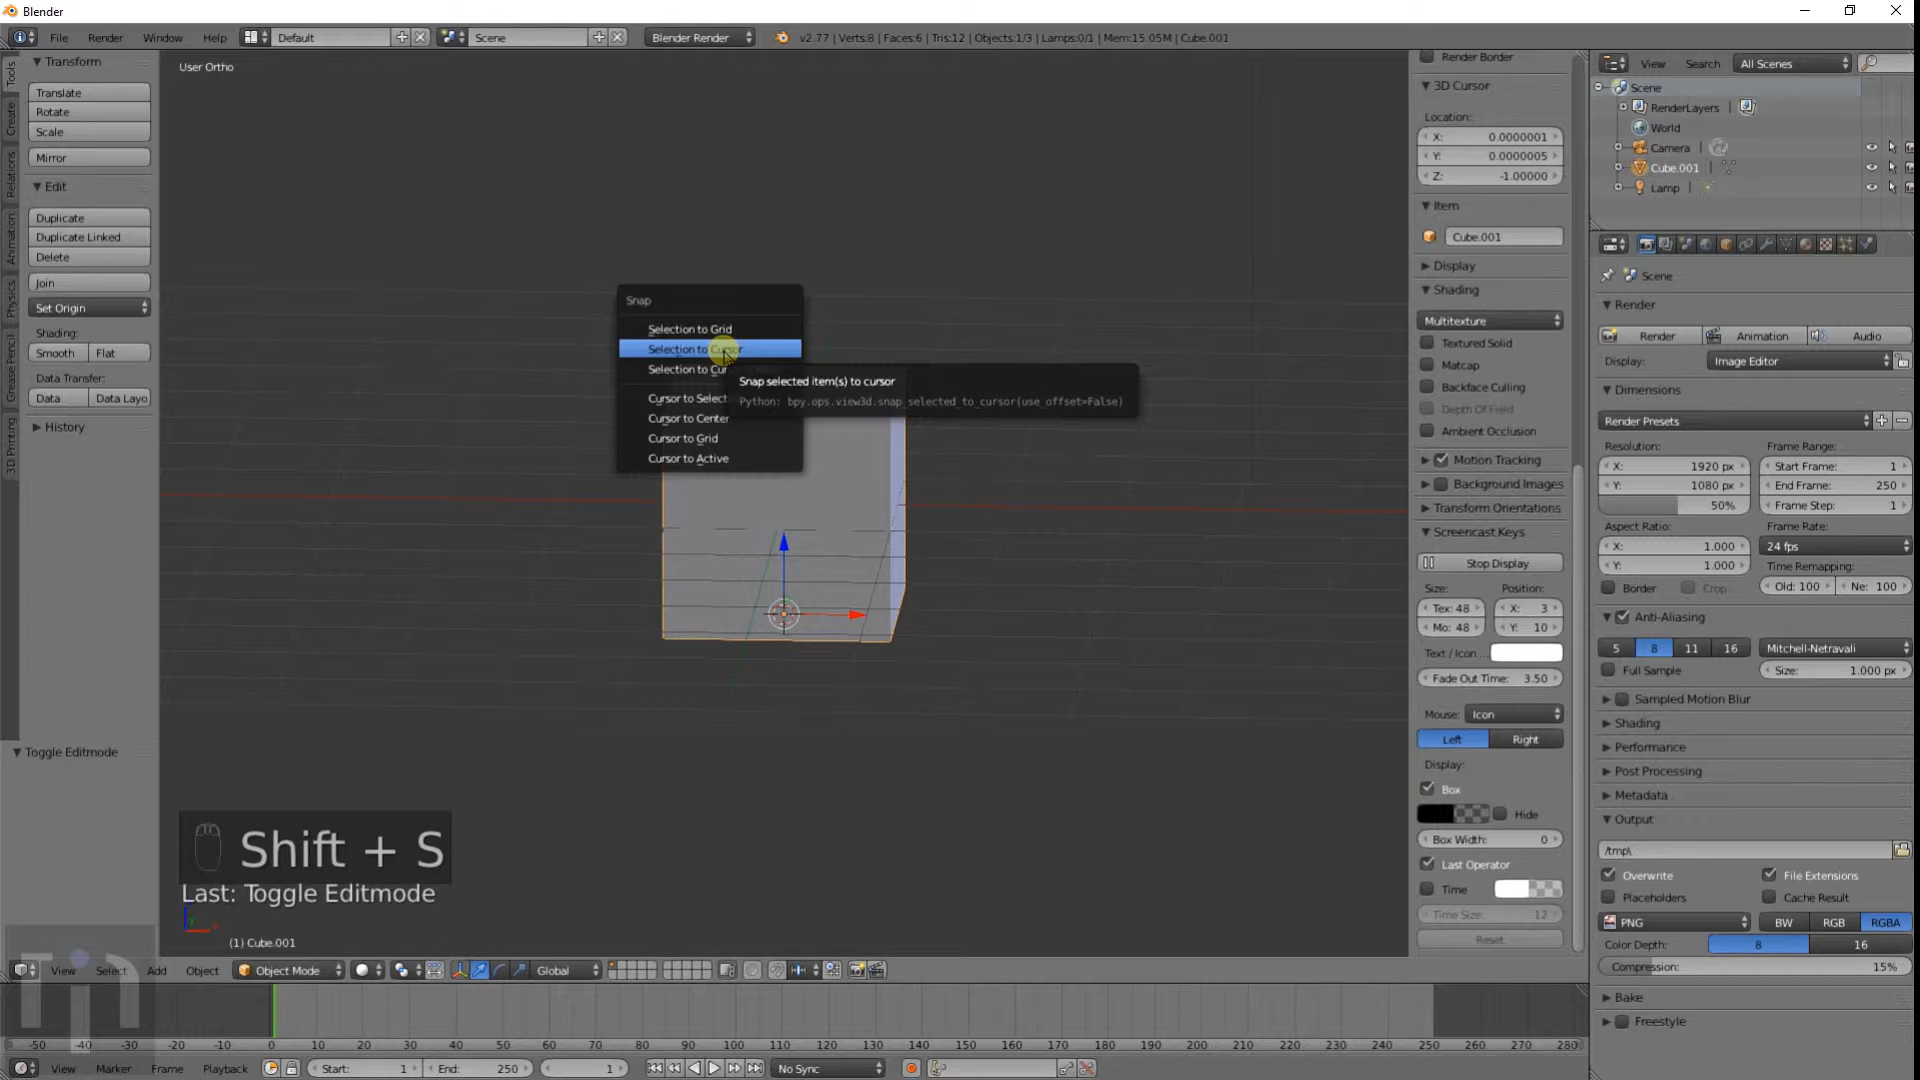 Blender
File Render Window Help Default Scene Blender Render v2.77 | Verts:8 | Faces:6 | Tris:12 | Objects:1/3 | Lamps:0/1 | Mem:15.05M | Cube.001
Tools
Create
Relations
Animation
Physics
Grease Pencil
3D Printing
Transform
Translate
Rotate
Scale
Mirror
Edit
Duplicate
Duplicate Linked
Delete
Join
Set Origin
Shading:
Smooth Flat
Data Transfer:
Data Data Layo
History
Toggle Editmode
User Ortho
Snap
Selection to Grid
Selection to Cursor
Selection to Cur
Cursor to Select
Cursor to Center
Cursor to Grid
Cursor to Active
Snap selected item(s) to cursor
Python: bpy.ops.view3d.snap_selected_to_cursor(use_offset=False)
Shift + S
Last: Toggle Editmode
(1) Cube.001
Render Border
3D Cursor
Location:
X: 0.0000001
Y: 0.0000005
Z: -1.00000
Item
Cube.001
Display
Shading
Multitexture
Textured Solid
Matcap
Backface Culling
Depth Of Field
Ambient Occlusion
Motion Tracking
Background Images
Transform Orientations
Screencast Keys
Stop Display
Size: Position:
Tex: 48 X: 3
Mo: 48 Y: 10
Text / Icon ...
Fade Out Time: 3.50
Mouse: Icon
Left Right
Display:
Box
Hide
Box Width: 0
Last Operator
Time
Time Size: 12
Reset
View Search All Scenes
Scene
RenderLayers |
World
Camera
Cube.001
Lamp
Scene
Render
Render Animation Audio
Display: Image Editor
Dimensions
Render Presets
Resolution: Frame Range:
X: 1920 px Start Frame: 1
Y: 1080 px End Frame: 250
50% Frame Step: 1
Aspect Ratio: Frame Rate:
X: 1.000 24 fps
Y: 1.000 Time Remapping:
Border Crop Old: 100 Ne: 100
Anti-Aliasing
5 8 11 16 Mitchell-Netravali
Full Sample Size: 1.000 px
Sampled Motion Blur
Shading
Performance
Post Processing
Metadata
Output
/tmp\
Overwrite File Extensions
Placeholders Cache Result
PNG BW RGB RGBA
Color Depth: 8 16
Compression: 15%
Bake
Freestyle
View Select Add Object Object Mode Global
-50 -40 -30 -20 -10 0 10 20 30 40 50 60 70 80 90 100 110 120 130 140 150 160 170 180 190 200 210 220 230 240 250 260 270 280
View Marker Frame Playback Start: 1 End: 250 1 No Sync